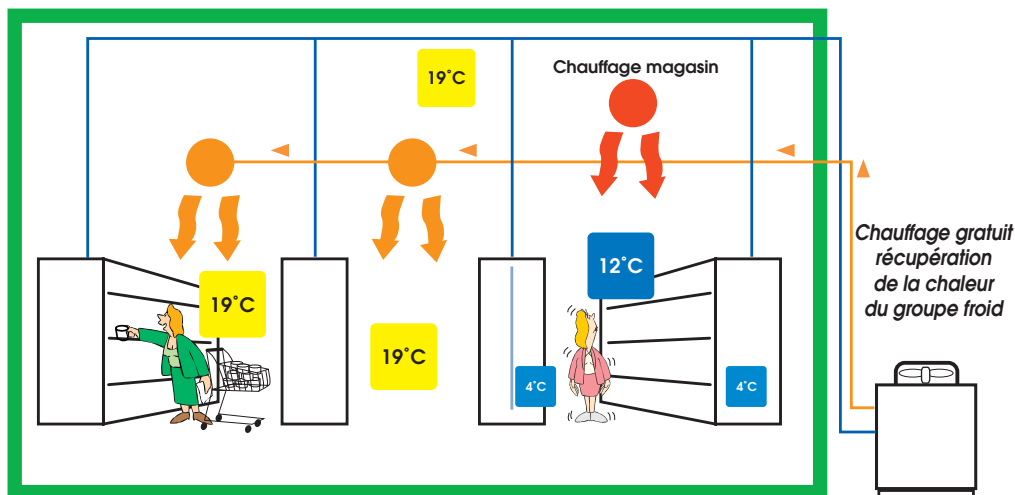 19°C
Chauffage magasin
Chauffage gratuit
récupération
de la chaleur
du groupe froid
12°C
19°C
19°C
4°C
4°C